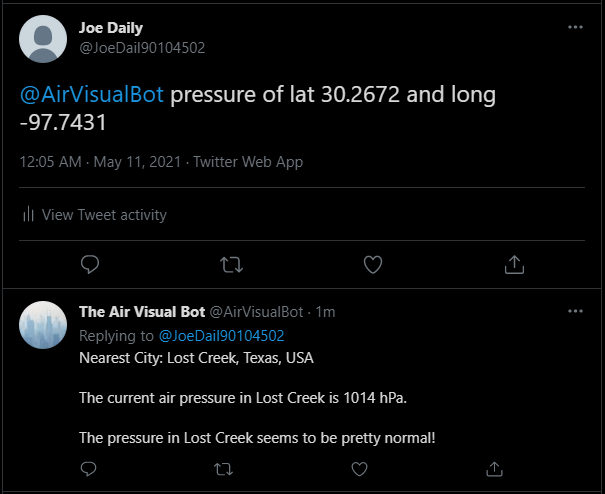 Joe Daily
@JoeDail90104502
@AirVisualBot pressure of lat 30.2672 and long
-97.7431
12:05 AM · May 11, 2021 · Twitter Web App
View Tweet activity
The Air Visual Bot @AirVisualBot · 1m
Replying to @JoeDail90104502
Nearest City: Lost Creek, Texas, USA
The current air pressure in Lost Creek is 1014 hPa.
The pressure in Lost Creek seems to be pretty normal!